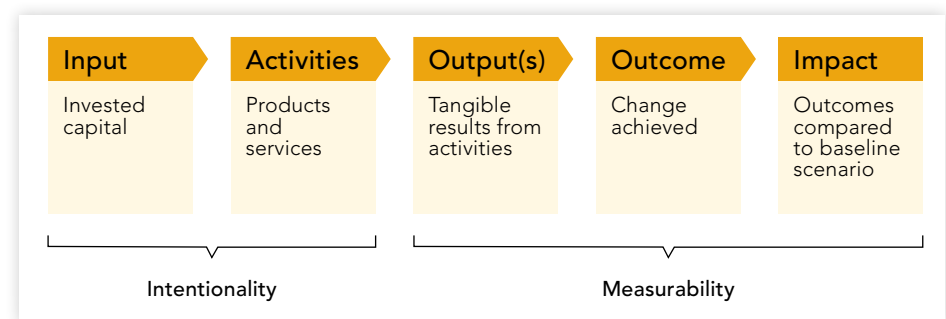 Input
Invested
capital
Activities
Products
and
services
Output(s)
Tangible
results from
activities
Outcome
Change
achieved
Impact
Outcomes
compared
to baseline
scenario
Intentionality
Measurability